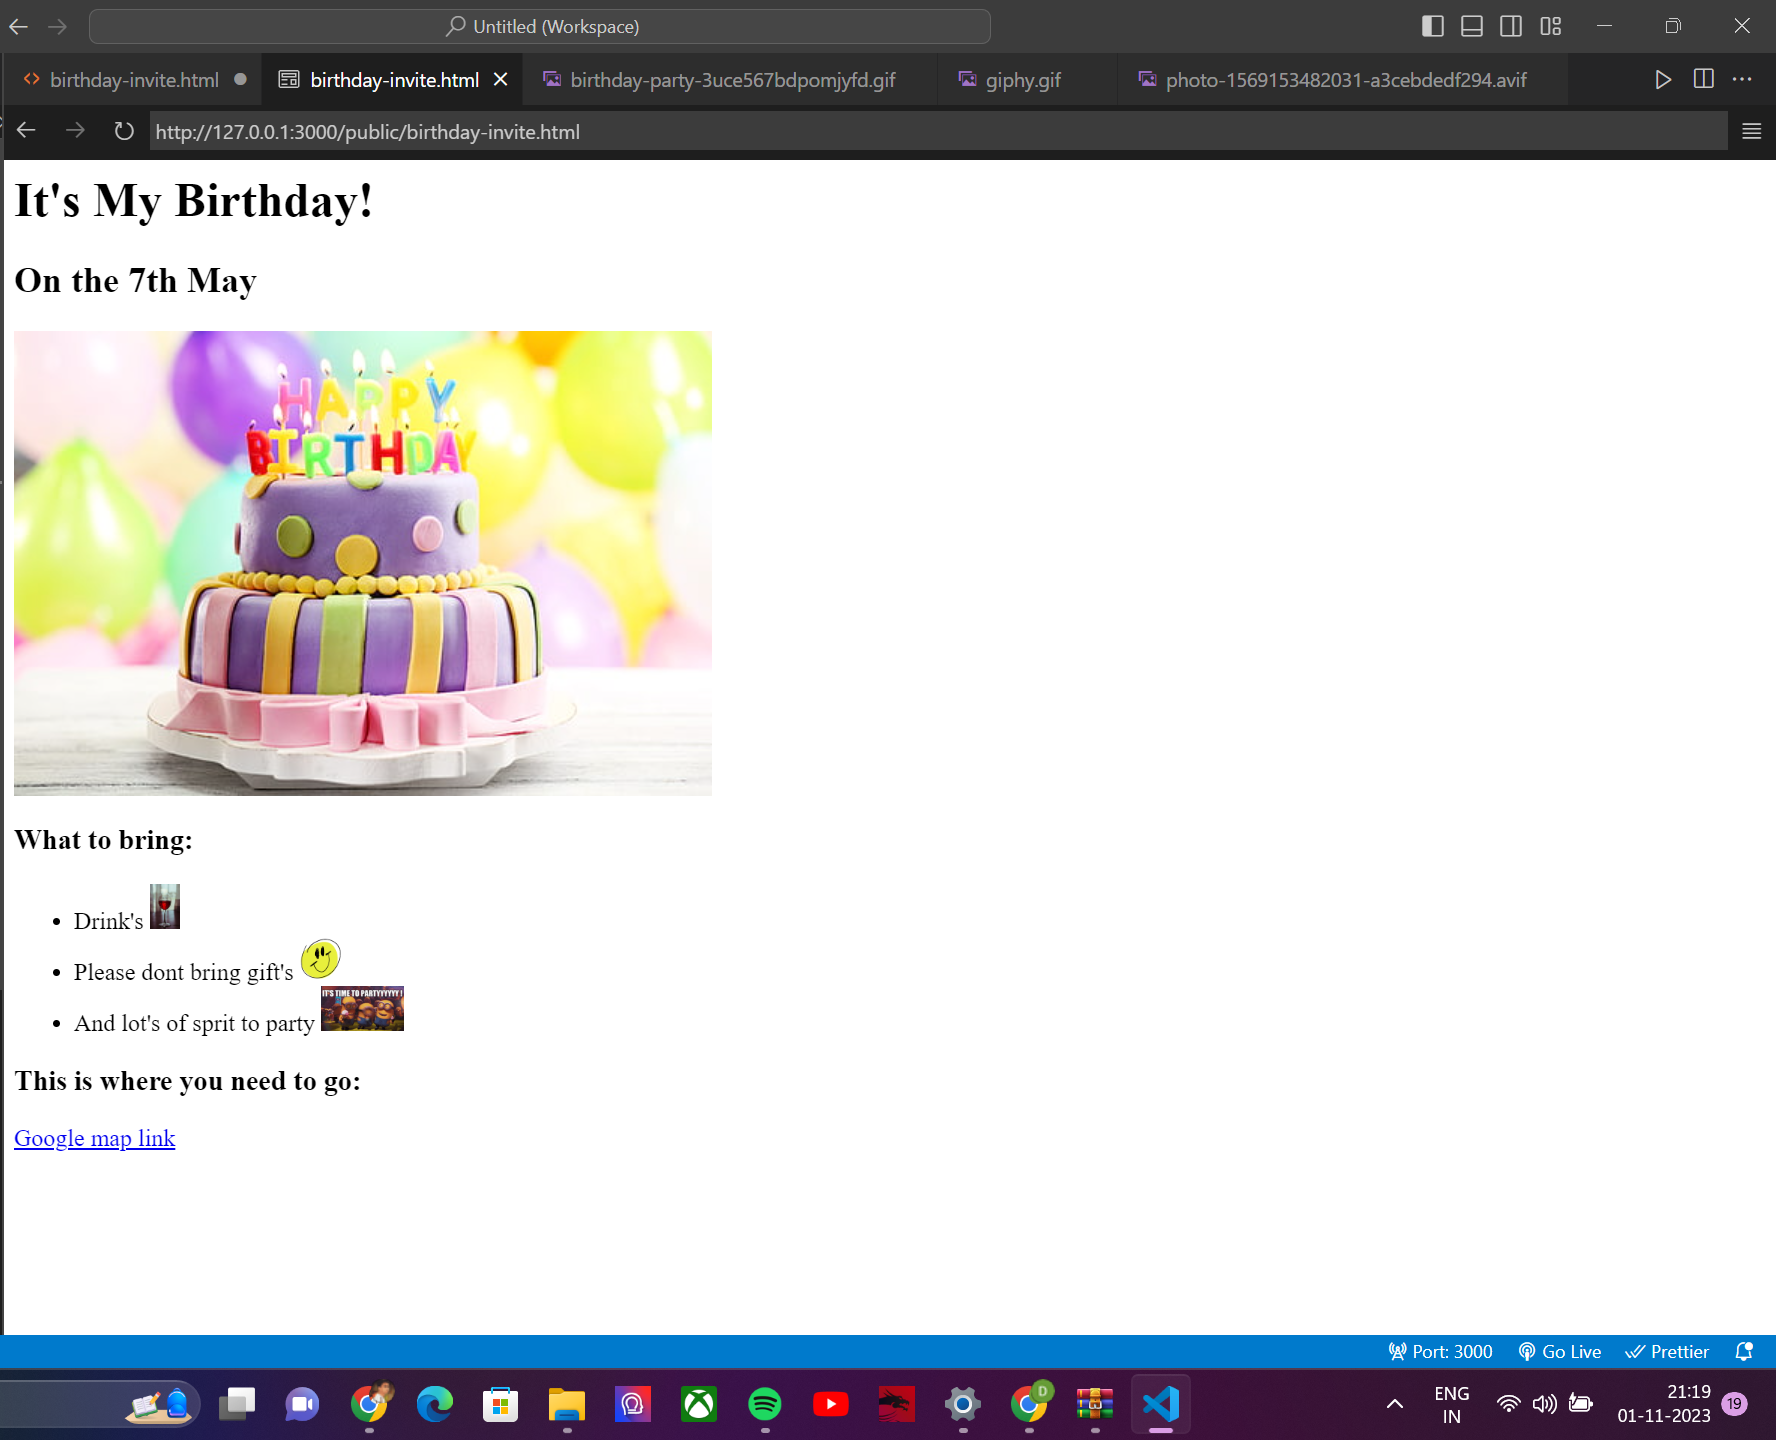 Untitled (Workspace)
birthday-invite.html
birthday-invite.html
birthday-party-3uce567bdpomjyfd.gif
giphy.gif
photo-1569153482031-a3cebdedf294.avif
http://127.0.0.1:3000/public/birthday-invite.html
It's My Birthday!
On the 7th May
HAPPY
BIRTHDAY
What to bring:
Drink's
Please dont bring gift's
And lot's of sprit to party
IT'S TIME TO PARTYYYYYY !
This is where you need to go:
Google map link
Port: 3000
Go Live
Prettier
D
ENG
IN
21:19
01-11-2023
19